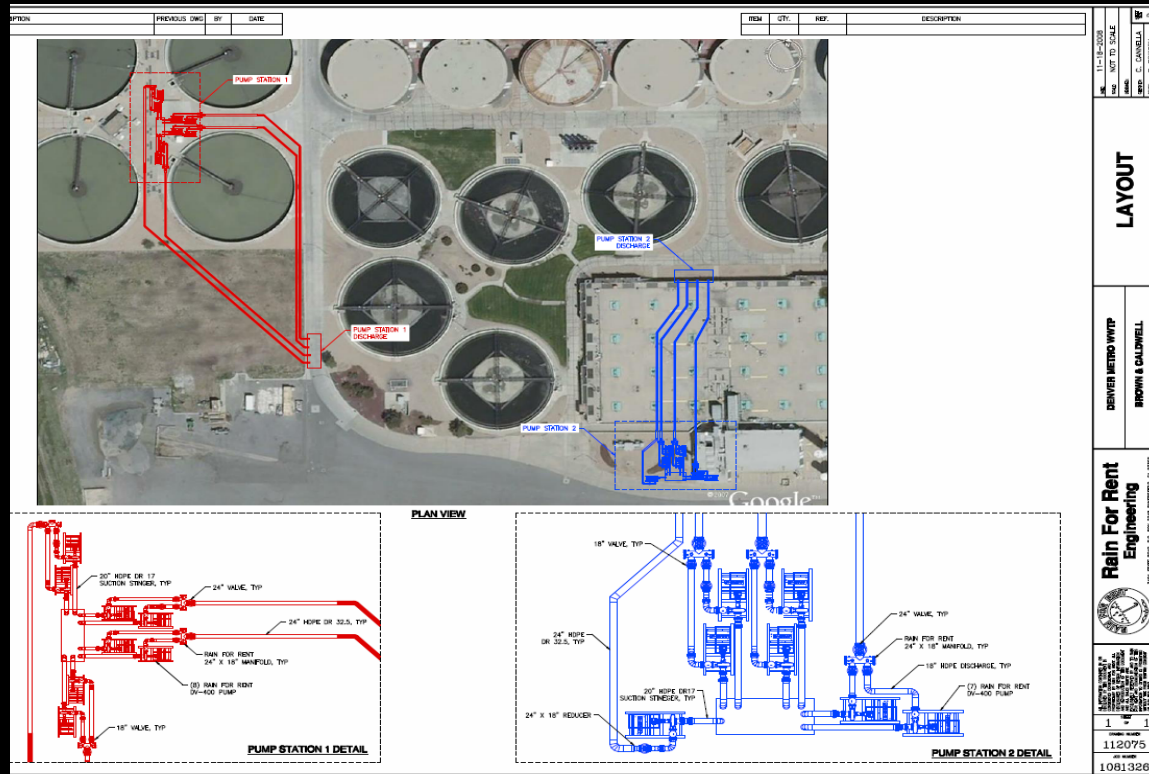 PREVIOUS DWG
BY
DATE
ITEM
QTY.
REF.
DESCRIPTION
PUMP STATION 1
PUMP STATION 2
DISCHARGE
PUMP STATION 1
DISCHARGE
PUMP STATION 2
Google
PLAN VIEW
20" HDPE DR 17
SUCTION STINGER, TYP
24" VALVE, TYP
24" HDPE DR 32.5, TYP
RAIN FOR RENT
24" X 18" MANIFOLD, TYP
(8) RAIN FOR RENT
DV-400 PUMP
18" VALVE, TYP
PUMP STATION 1 DETAIL
18" VALVE, TYP
24" HDPE
DR 32.5, TYP
20" HDPE DR17
SUCTION STINGER, TYP
24" X 18" REDUCER
24" VALVE, TYP
RAIN FOR RENT
24" X 18" MANIFOLD, TYP
18" HDPE DISCHARGE, TYP
(7) RAIN FOR RENT
DV-400 PUMP
PUMP STATION 2 DETAIL
11-18-2008
NOT TO SCALE
C. CANNELLA
LAYOUT
DENVER METRO WWTP
BROWN & CALDWELL
Rain For Rent
Engineering
1 OF 1
112075
1081326